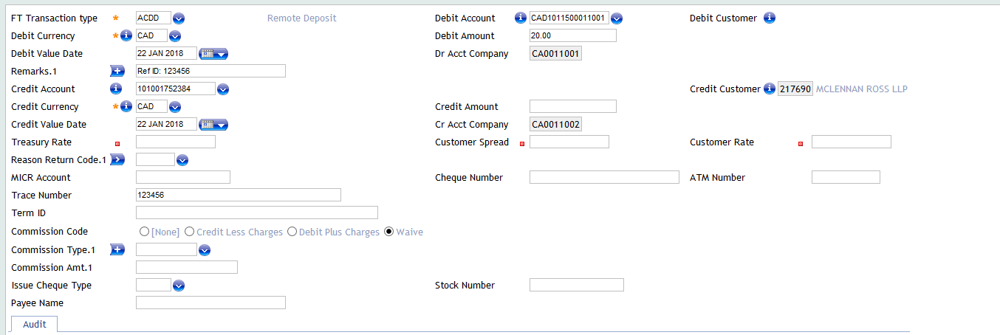 FT Transaction type * ACDD Remote Deposit Debit Account CAD1011500011001 Debit Customer
Debit Currency * CAD Debit Amount 20.00
Debit Value Date 22 JAN 2018 Dr Acct Company CA0011001
Remarks.1 Ref ID: 123456
Credit Account 101001752384 Credit Customer 217690 MCLENNAN ROSS LLP
Credit Currency * CAD Credit Amount
Credit Value Date 22 JAN 2018 Cr Acct Company CA0011002
Treasury Rate Customer Spread Customer Rate
Reason Return Code.1
MICR Account Cheque Number ATM Number
Trace Number 123456
Term ID
Commission Code [None] Credit Less Charges Debit Plus Charges Waive
Commission Type.1
Commission Amt.1
Issue Cheque Type Stock Number
Payee Name
Audit